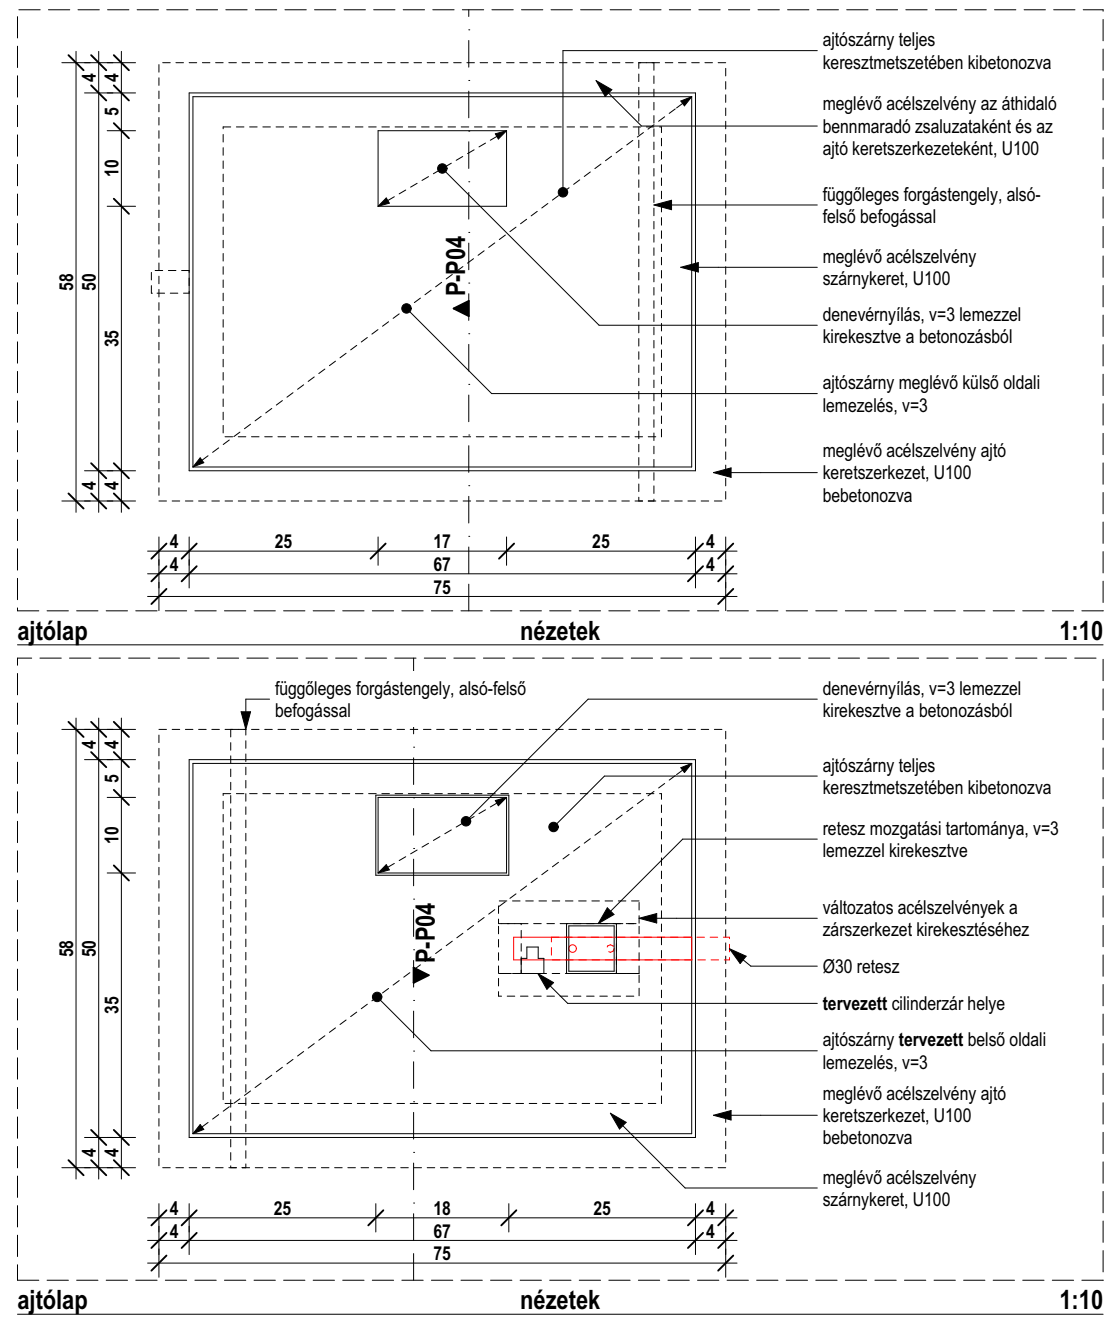 ajtószárny teljes
keresztmetszetében kibetonozva
meglévő acélszelvény az áthidaló
bennmaradó zsaluzataként és az
ajtó keretszerkezeteként, U100
függőleges forgástengely, alsó-
felső befogással
meglévő acélszelvény
szárnykeret, U100
denevérnyílás, v=3 lemezzel
kirekesztve a betonozásból
ajtószárny meglévő külső oldali
lemezelés, v=3
meglévő acélszelvény ajtó
keretszerkezet, U100
bebetonozva
4 4
5
10
58 50
35
4 4
P-P04
4 25 17 25 4
4 67 4
75
ajtólap nézetek 1:10
függőleges forgástengely, alsó-felső
befogással
denevérnyílás, v=3 lemezzel
kirekesztve a betonozásból
ajtószárny teljes
keresztmetszetében kibetonozva
retesz mozgatási tartománya, v=3
lemezzel kirekesztve
változatos acélszelvények a
zárszerkezet kirekesztéséhez
Ø30 retesz
tervezett cilinderzár helye
ajtószárny tervezett belső oldali
lemezelés, v=3
meglévő acélszelvény ajtó
keretszerkezet, U100
bebetonozva
meglévő acélszelvény
szárnykeret, U100
4 4
5
10
58 50
35
4 4
P-P04
4 25 18 25 4
4 67 4
75
ajtólap nézetek 1:10